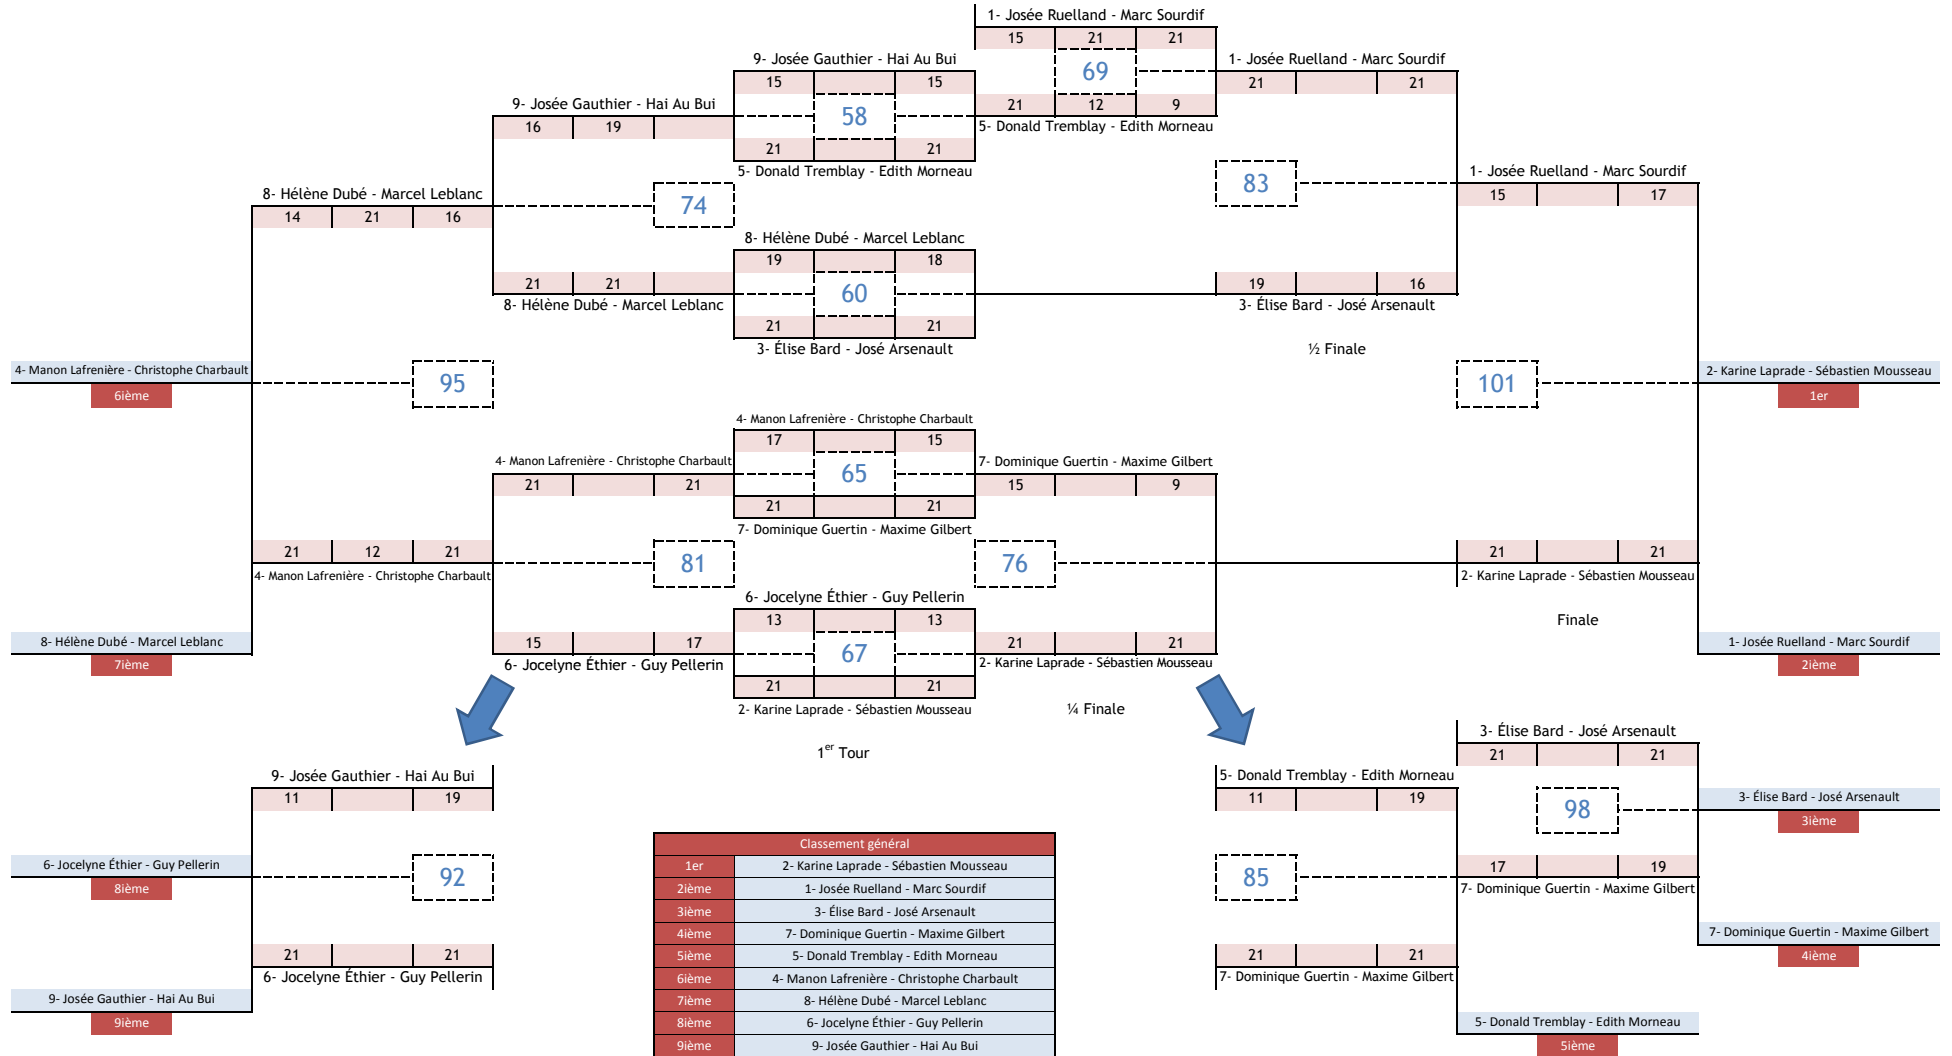 1- Josée Ruelland - Marc Sourdif
15 21 21
9- Josée Gauthier - Hai Au Bui
1- Josée Ruelland - Marc Sourdif
69
15 15
21 21
9- Josée Gauthier - Hai Au Bui
21 12 9
58
16 19
5- Donald Tremblay - Edith Morneau
21 21
5- Donald Tremblay - Edith Morneau
1- Josée Ruelland - Marc Sourdif
83
8- Hélène Dubé - Marcel Leblanc
15 17
74
14 21 16
8- Hélène Dubé - Marcel Leblanc
19 18
21 21
19 16
60
8- Hélène Dubé - Marcel Leblanc
3- Élise Bard - José Arsenault
21 21
3- Élise Bard - José Arsenault
½ Finale
4- Manon Lafrenière - Christophe Charbault
2- Karine Laprade - Sébastien Mousseau
95
101
6ième
1er
4- Manon Lafrenière - Christophe Charbault
17 15
4- Manon Lafrenière - Christophe Charbault
7- Dominique Guertin - Maxime Gilbert
65
21 21
15 9
21 21
7- Dominique Guertin - Maxime Gilbert
21 12 21
21 21
81
76
4- Manon Lafrenière - Christophe Charbault
2- Karine Laprade - Sébastien Mousseau
6- Jocelyne Éthier - Guy Pellerin
13 13
Finale
8- Hélène Dubé - Marcel Leblanc
15 17
21 21
1- Josée Ruelland - Marc Sourdif
67
7ième
6- Jocelyne Éthier - Guy Pellerin
2- Karine Laprade - Sébastien Mousseau
2ième
21 21
2- Karine Laprade - Sébastien Mousseau
¼ Finale
3- Élise Bard - José Arsenault
1er Tour
21 21
9- Josée Gauthier - Hai Au Bui
5- Donald Tremblay - Edith Morneau
11 19
11 19
98
3- Élise Bard - José Arsenault
3ième
Classement général
6- Jocelyne Éthier - Guy Pellerin
1er 2- Karine Laprade - Sébastien Mousseau
17 19
92
85
8ième
2ième 1- Josée Ruelland - Marc Sourdif
7- Dominique Guertin - Maxime Gilbert
3ième 3- Élise Bard - José Arsenault
4ième 7- Dominique Guertin - Maxime Gilbert
7- Dominique Guertin - Maxime Gilbert
21 21
5ième 5- Donald Tremblay - Edith Morneau
21 21
4ième
6- Jocelyne Éthier - Guy Pellerin
6ième 4- Manon Lafrenière - Christophe Charbault
7- Dominique Guertin - Maxime Gilbert
9- Josée Gauthier - Hai Au Bui
7ième 8- Hélène Dubé - Marcel Leblanc
9ième
8ième 6- Jocelyne Éthier - Guy Pellerin
5- Donald Tremblay - Edith Morneau
9ième 9- Josée Gauthier - Hai Au Bui
5ième